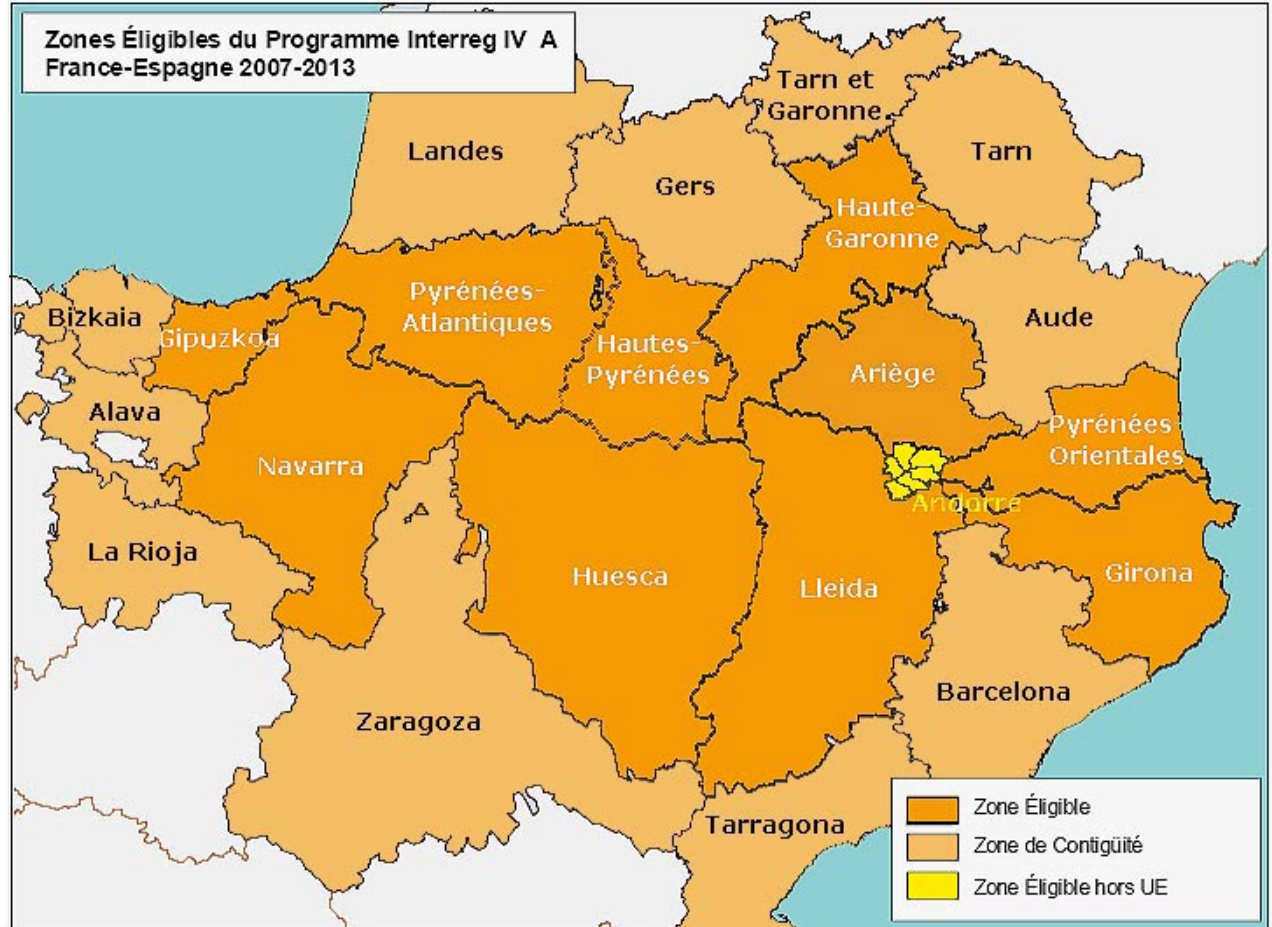 Zones Éligibles du Programme Interreg IV A
France-Espagne 2007-2013
Tarn et
Garonne
Landes
Tarn
Gers
Haute-
Garonne
Pyrénées-
Atlantiques
Bizkaia
Gipuzkoa
Aude
Hautes-
Pyrénées
Ariège
Alava
Pyrénées
Orientales
Navarra
Andorre
La Rioja
Huesca
Lleida
Girona
Barcelona
Zaragoza
Tarragona
Zone Éligible
Zone de Contigüité
Zone Éligible hors UE